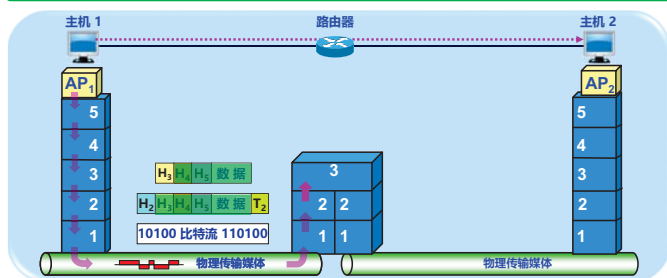 主机 1 路由器 主机 2
AP₁ AP₂
5 5
4 4
3 3 3
H₃ H₄ H₅ 数据
2 2 2 2
H₂ H₃ H₄ H₅ 数据 T₂
1 1 1 1
10100 比特流 110100
物理传输媒体 物理传输媒体